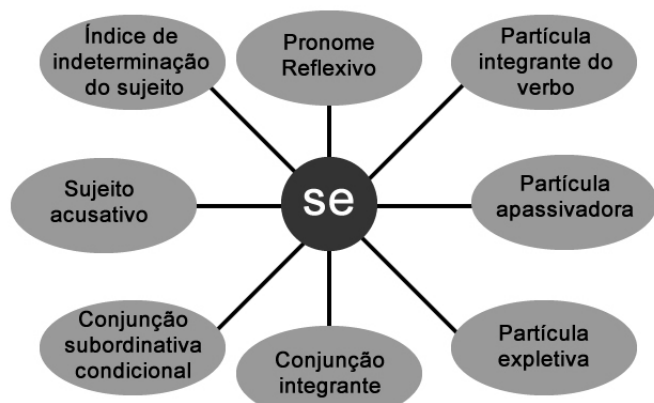 Índice de
indeterminação
do sujeito
Pronome
Reflexivo
Partícula
integrante do
verbo
Sujeito
acusativo
se
Partícula
apassivadora
Conjunção
subordinativa
condicional
Conjunção
integrante
Partícula
expletiva